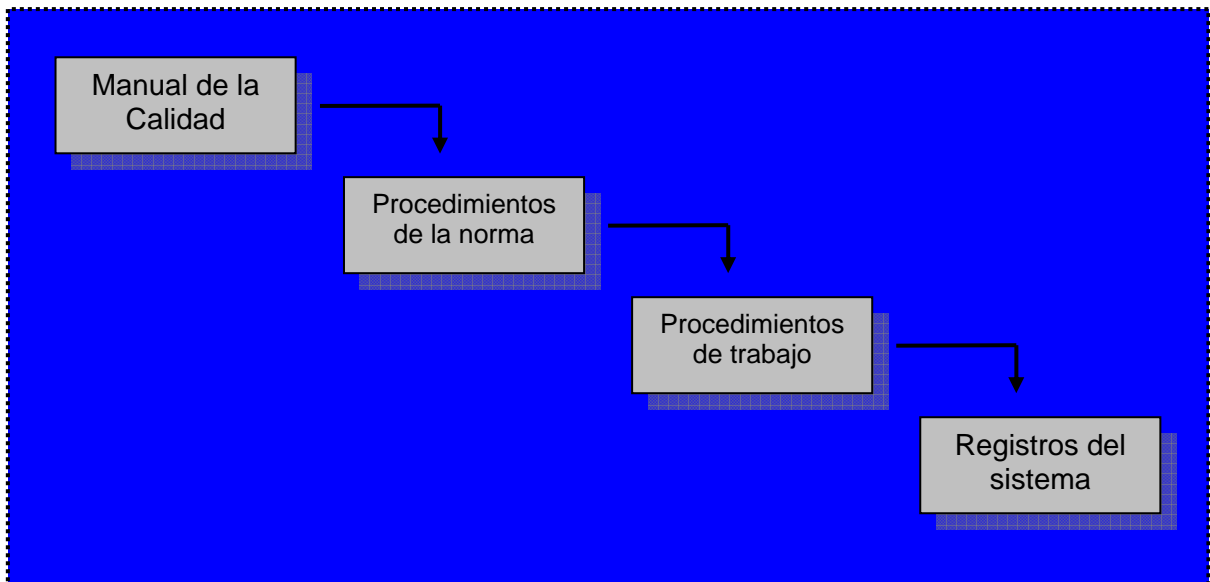 Manual de la
Calidad
Procedimientos
de la norma
Procedimientos
de trabajo
Registros del
sistema